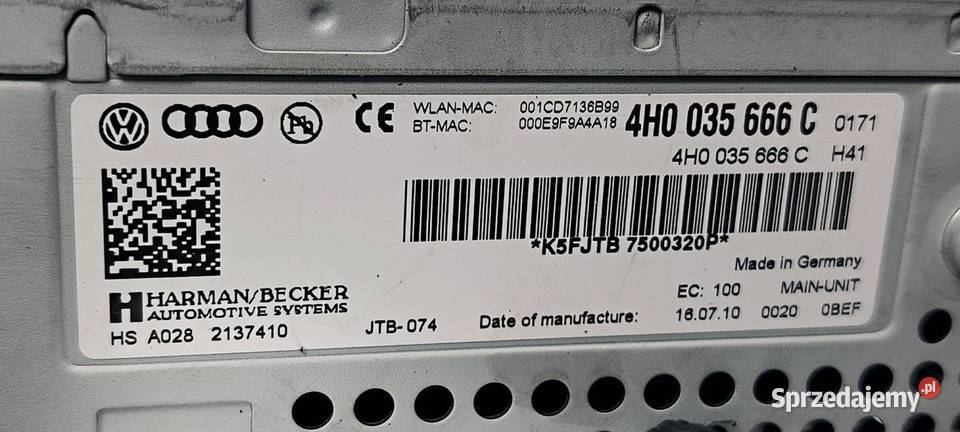 WLAN-MAC: 001CD7136B99
BT-MAC: 000E9F9A4A18
4H0 035 666 C 0171
4H0 035 666 C H41
*K5FJTB 7500320P*
Made in Germany
HARMAN/BECKER
AUTOMOTIVE SYSTEMS
EC: 100 MAIN-UNIT
HS A028 2137410 JTB-074 Date of manufacture: 16.07.10 0020 0BEF
Sprzedajemy.pl